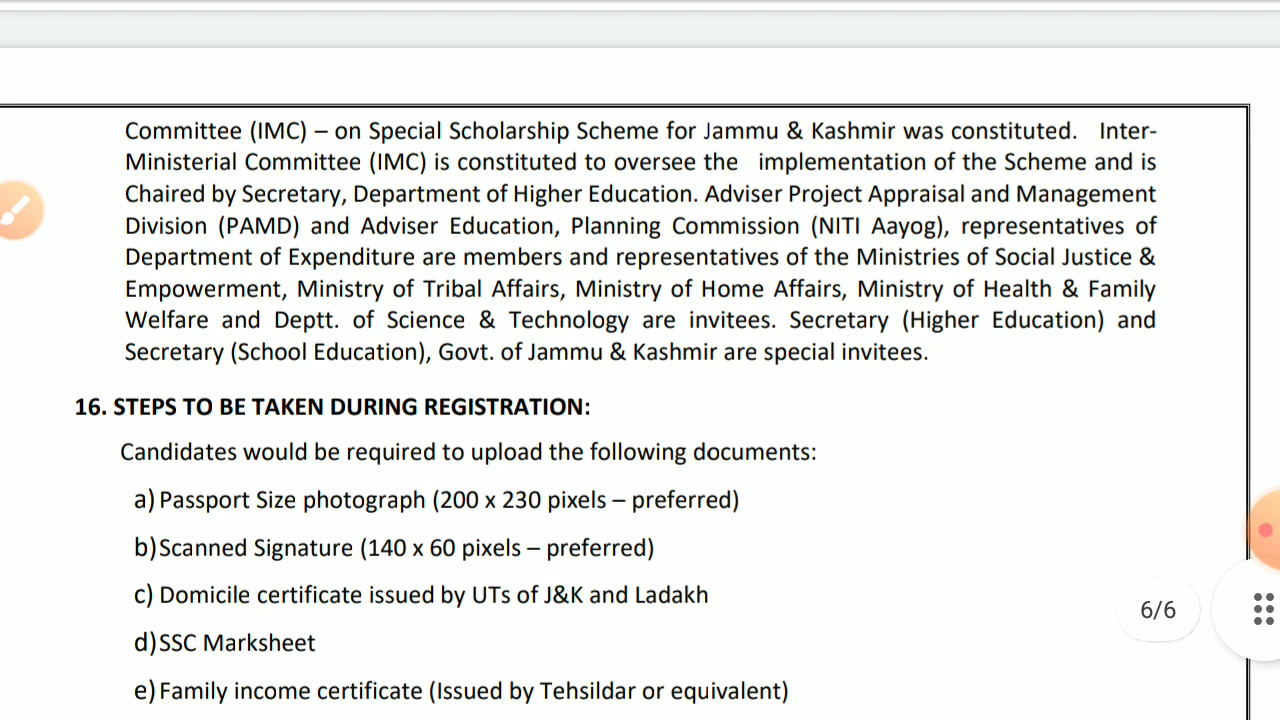 Committee (IMC) – on Special Scholarship Scheme for Jammu & Kashmir was constituted. Inter-
Ministerial Committee (IMC) is constituted to oversee the implementation of the Scheme and is
Chaired by Secretary, Department of Higher Education. Adviser Project Appraisal and Management
Division (PAMD) and Adviser Education, Planning Commission (NITI Aayog), representatives of
Department of Expenditure are members and representatives of the Ministries of Social Justice &
Empowerment, Ministry of Tribal Affairs, Ministry of Home Affairs, Ministry of Health & Family
Welfare and Deptt. of Science & Technology are invitees. Secretary (Higher Education) and
Secretary (School Education), Govt. of Jammu & Kashmir are special invitees.
16. STEPS TO BE TAKEN DURING REGISTRATION:
Candidates would be required to upload the following documents:
a) Passport Size photograph (200 x 230 pixels – preferred)
b) Scanned Signature (140 x 60 pixels – preferred)
c) Domicile certificate issued by UTs of J&K and Ladakh
d) SSC Marksheet
e) Family income certificate (Issued by Tehsildar or equivalent)
6/6